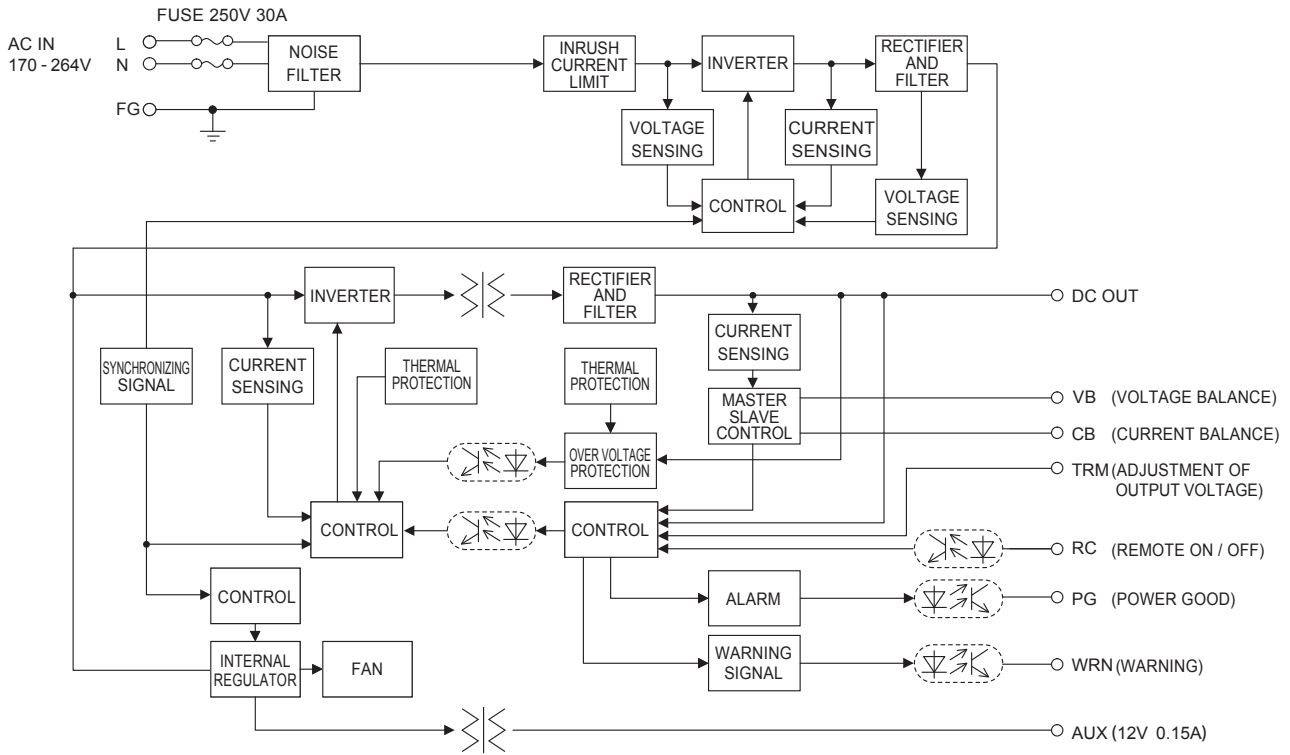 FUSE 250V 30A
AC IN
170 - 264V
L
N
FG
NOISE
FILTER
INRUSH
CURRENT
LIMIT
INVERTER
RECTIFIER
AND
FILTER
VOLTAGE
SENSING
CURRENT
SENSING
CONTROL
VOLTAGE
SENSING
INVERTER
RECTIFIER
AND
FILTER
DC OUT
SYNCHRONIZING
SIGNAL
CURRENT
SENSING
THERMAL
PROTECTION
THERMAL
PROTECTION
CURRENT
SENSING
MASTER
SLAVE
CONTROL
VB (VOLTAGE BALANCE)
CB (CURRENT BALANCE)
OVER VOLTAGE
PROTECTION
TRM (ADJUSTMENT OF
OUTPUT VOLTAGE)
CONTROL
CONTROL
RC (REMOTE ON / OFF)
CONTROL
ALARM
PG (POWER GOOD)
INTERNAL
REGULATOR
FAN
WARNING
SIGNAL
WRN (WARNING)
AUX (12V 0.15A)